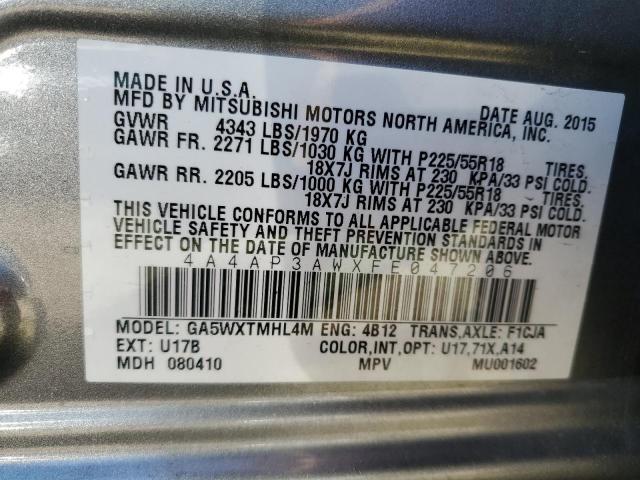 MADE IN U.S.A. DATE AUG. 2015
MFD BY MITSUBISHI MOTORS NORTH AMERICA, INC.
GVWR 4343 LBS/1970 KG
GAWR FR. 2271 LBS/1030 KG WITH P225/55R18 TIRES.
18X7J RIMS AT 230 KPA/33 PSI COLD.
GAWR RR. 2205 LBS/1000 KG WITH P225/55R18 TIRES.
18X7J RIMS AT 230 KPA/33 PSI COLD.
THIS VEHICLE CONFORMS TO ALL APPLICABLE FEDERAL MOTOR
VEHICLE SAFETY AND THEFT PREVENTION STANDARDS IN
EFFECT ON THE DATE OF MANUFACTURE SHOWN ABOVE.
4A4AP3AWXFE047206
MODEL: GA5WXTMHL4M ENG: 4B12 TRANS,AXLE: F1CJA
EXT: U17B COLOR,INT,OPT: U17,71X,A14
MDH 080410 MPV MU001602